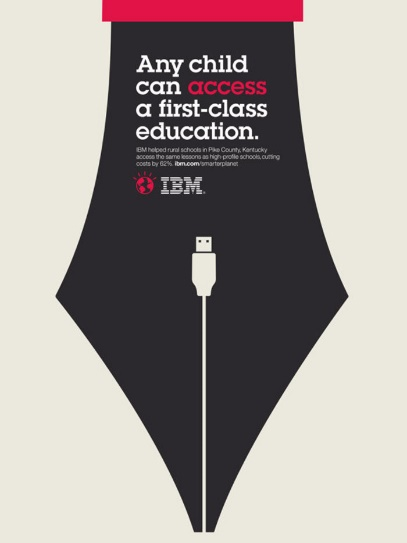 Any child
can access
a first-class
education.
IBM helped rural schools in Pike County, Kentucky
access the same lessons as high-profile schools, cutting
costs by 62%. ibm.com/smarterplanet
IBM.